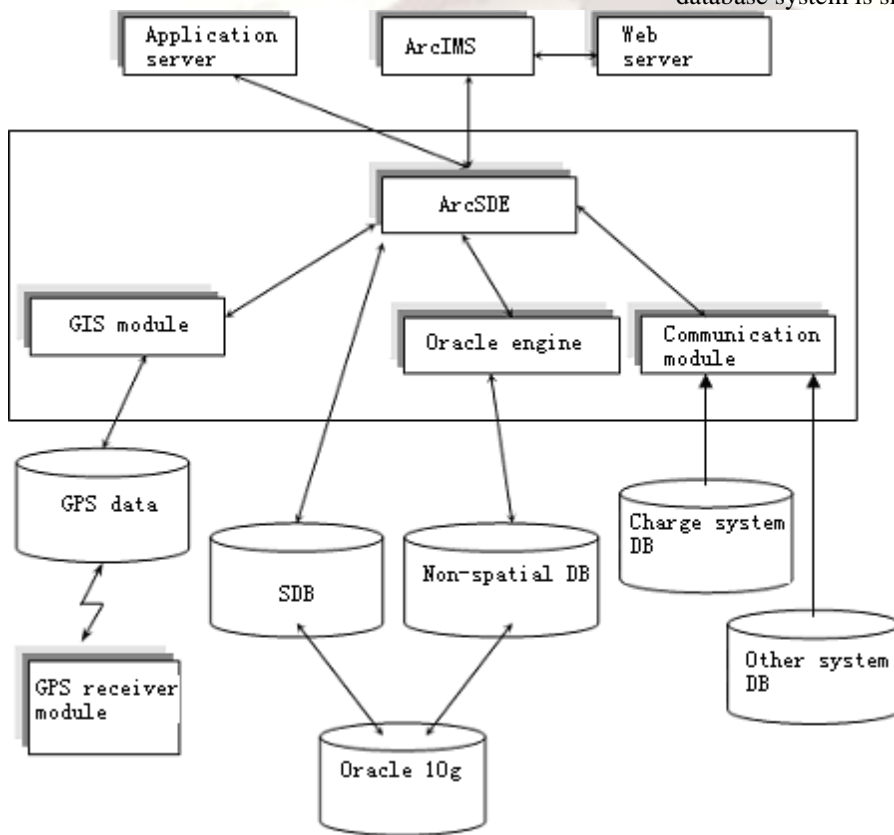 database system is s
Application
server
ArcIMS
Web
server
ArcSDE
GIS module
Oracle engine
Communication
module
GPS data
SDB
Non-spatial DB
Charge system
DB
Other system
DB
GPS receiver
module
Oracle 10g